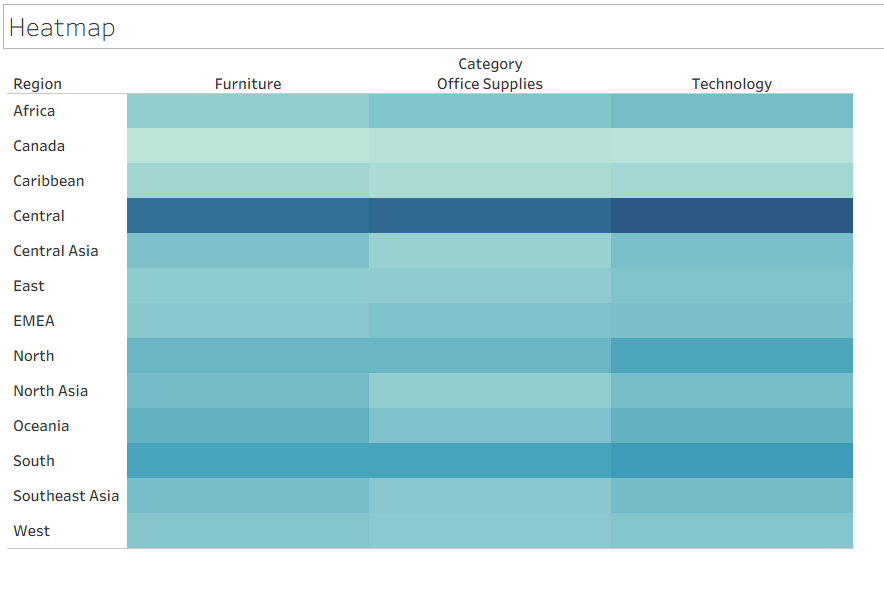 Heatmap
Category
Region Furniture Office Supplies Technology
Africa
Canada
Caribbean
Central
Central Asia
East
EMEA
North
North Asia
Oceania
South
Southeast Asia
West